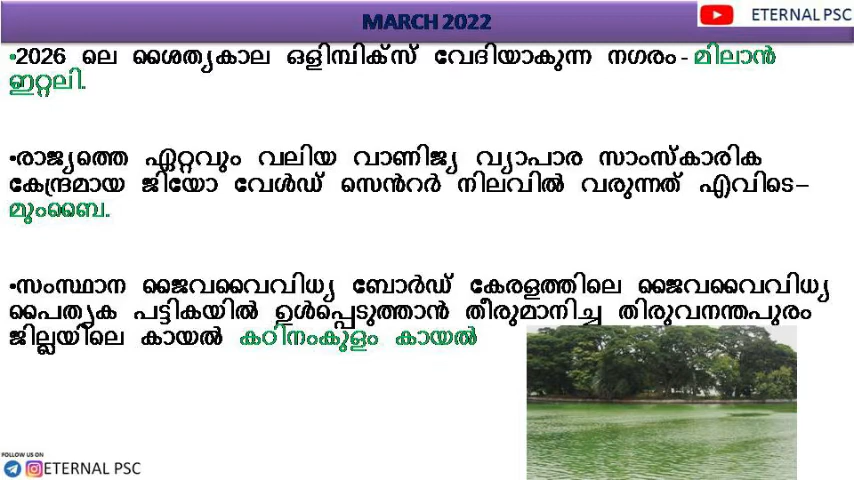 MARCH 2022
ETERNAL PSC
•2026 ലെ ശൈത്യകാല ഒളിമ്പിക്സ് വേദിയാകുന്ന നഗരം- മിലാൻ
ഇറ്റലി.
•രാജ്യത്തെ ഏറ്റവും വലിയ വാണിജ്യ വ്യാപാര സാംസ്കാരിക
കേന്ദ്രമായ ജിയോ വേൾഡ് സെൻറർ നിലവിൽ വരുന്നത് എവിടെ–
മുംബൈ.
•സംസ്ഥാന ജൈവവൈവിധ്യ ബോർഡ് കേരളത്തിലെ ജൈവവൈവിധ്യ
പൈതൃക പട്ടികയിൽ ഉൾപ്പെടുത്താൻ തീരുമാനിച്ച തിരുവനന്തപുരം
ജില്ലയിലെ കായൽ കഠിനംകുളം കായൽ
FOLLOW US ON
ETERNAL PSC